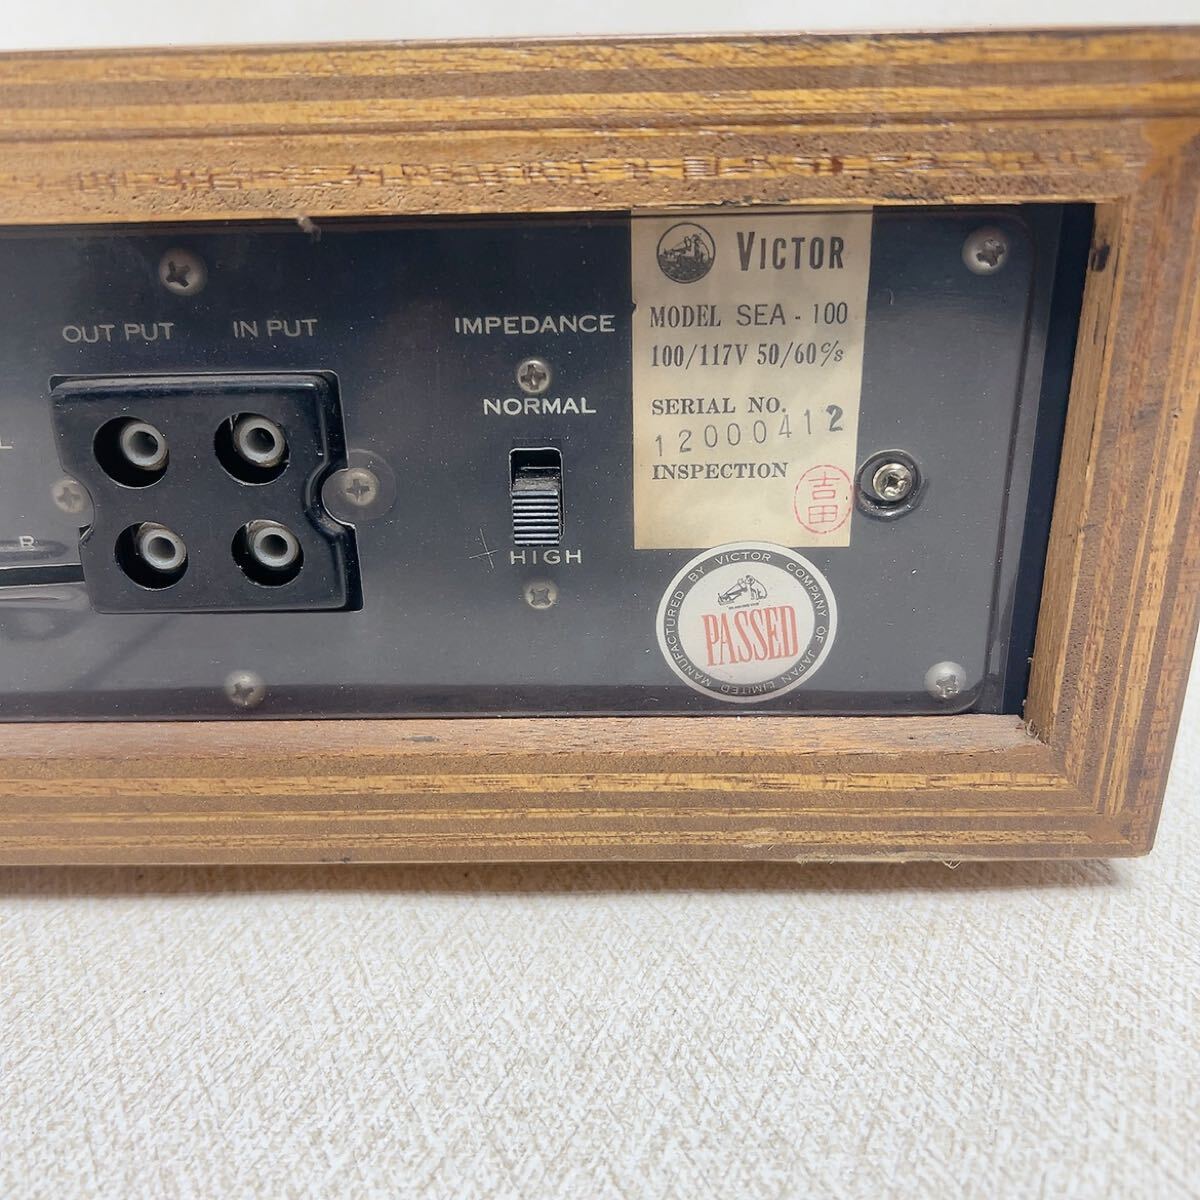 OUT PUT
IN PUT
L
R
IMPEDANCE
NORMAL
HIGH
VICTOR
MODEL SEA - 100
100/117V 50/60 c/s
SERIAL NO.
12000412
INSPECTION
吉田
MANUFACTURED BY VICTOR COMPANY OF JAPAN LIMITED
PASSED